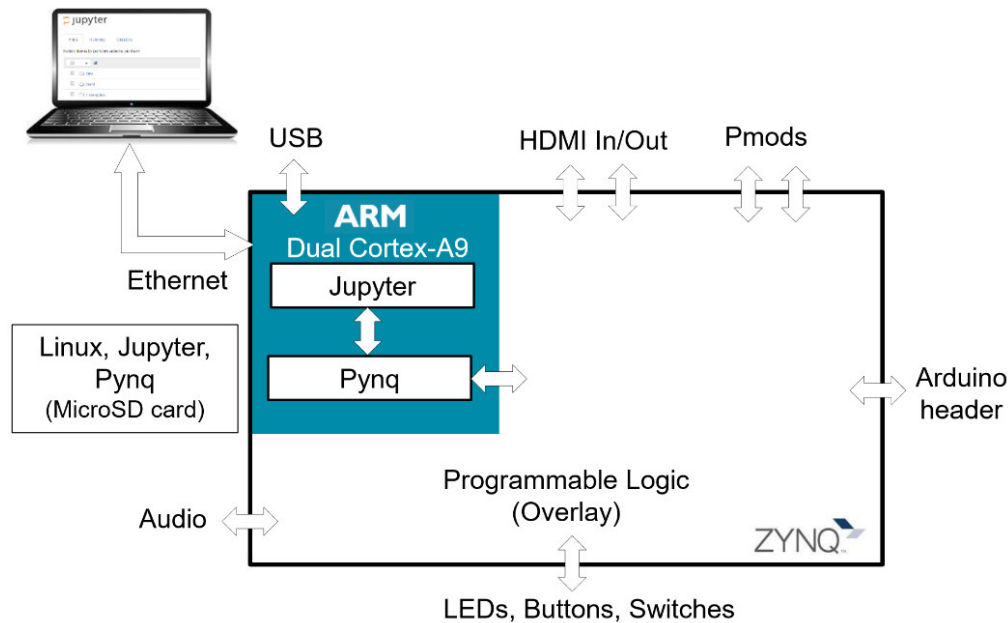 jupyter
USB
HDMI In/Out
Pmods
ARM
Dual Cortex-A9
Jupyter
Ethernet
Linux, Jupyter,
Pynq
(MicroSD card)
Pynq
Arduino
header
Programmable Logic
(Overlay)
Audio
ZYNQ
LEDs, Buttons, Switches